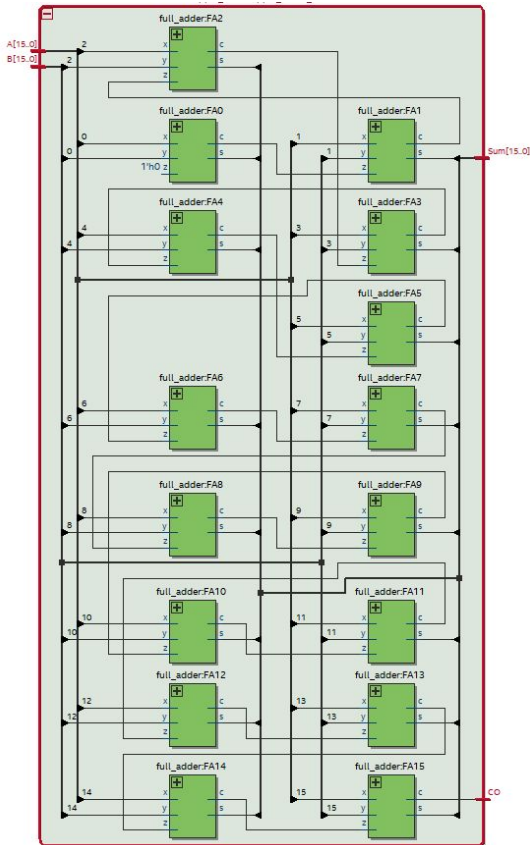 full_adder:FA2
A[15..0]
B[15..0]
2
2
x
y
z
c
s
full_adder:FA0
0
0
1'h0
x
y
z
c
s
full_adder:FA1
1
1
x
y
z
c
s
Sum[15..0]
full_adder:FA4
4
4
x
y
z
c
s
full_adder:FA3
3
3
x
y
z
c
s
full_adder:FA5
5
5
x
y
z
c
s
full_adder:FA6
6
6
x
y
z
c
s
full_adder:FA7
7
7
x
y
z
c
s
full_adder:FA8
8
8
x
y
z
c
s
full_adder:FA9
9
9
x
y
z
c
s
full_adder:FA10
10
10
x
y
z
c
s
full_adder:FA11
11
11
x
y
z
c
s
full_adder:FA12
12
12
x
y
z
c
s
full_adder:FA13
13
13
x
y
z
c
s
full_adder:FA14
14
14
x
y
z
c
s
full_adder:FA15
15
15
x
y
z
c
s
CO